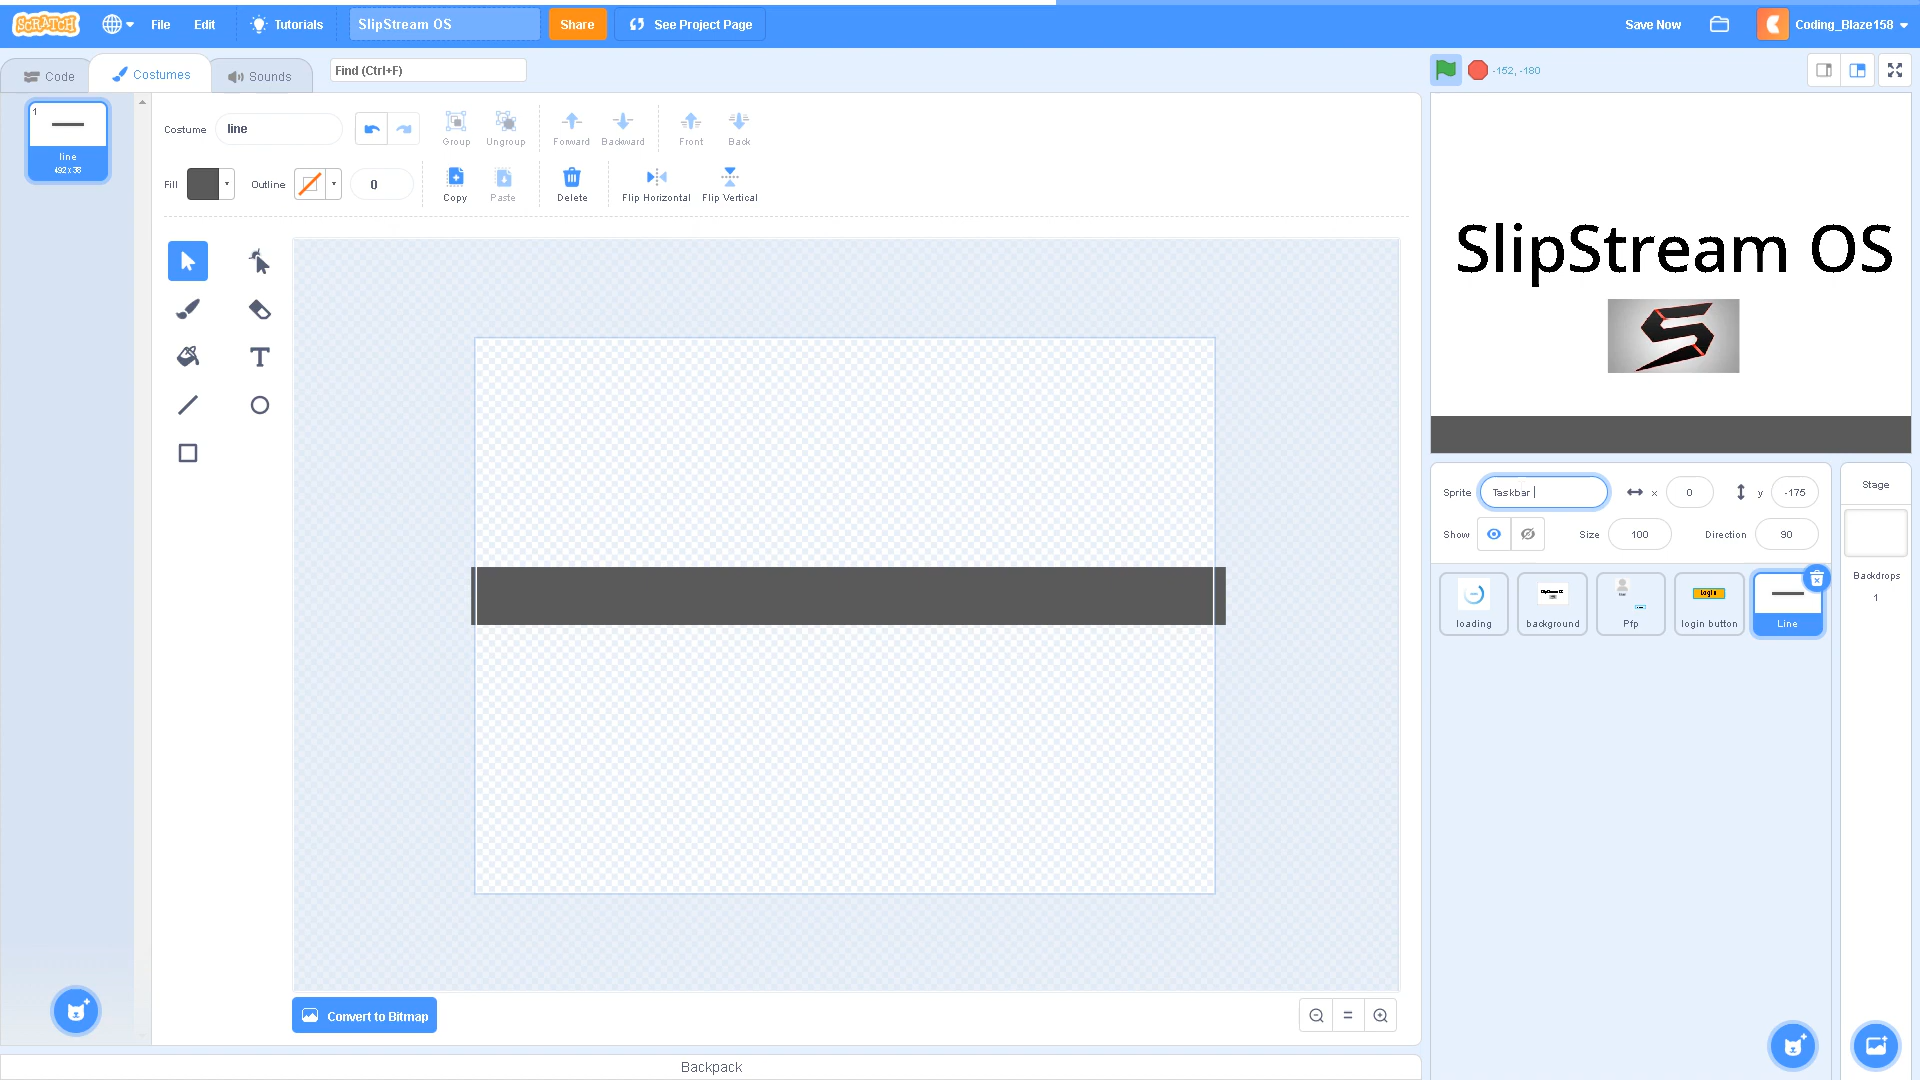 SCRATCH
File
Edit
Tutorials
SlipStream OS
Share
See Project Page
Save Now
Coding_Blaze158
Code
Costumes
Sounds
Find (Ctrl+F)
-152, -180
1
line
492 x 38
Costume
line
Group
Ungroup
Forward
Backward
Front
Back
Fill
Outline
0
Copy
Paste
Delete
Flip Horizontal
Flip Vertical
T
Convert to Bitmap
Backpack
SlipStream OS
S
Sprite
Taskbar
x
0
y
-175
Show
Size
100
Direction
90
SlipStream OS
Login
loading
background
Pfp
login button
Line
Stage
Backdrops
1